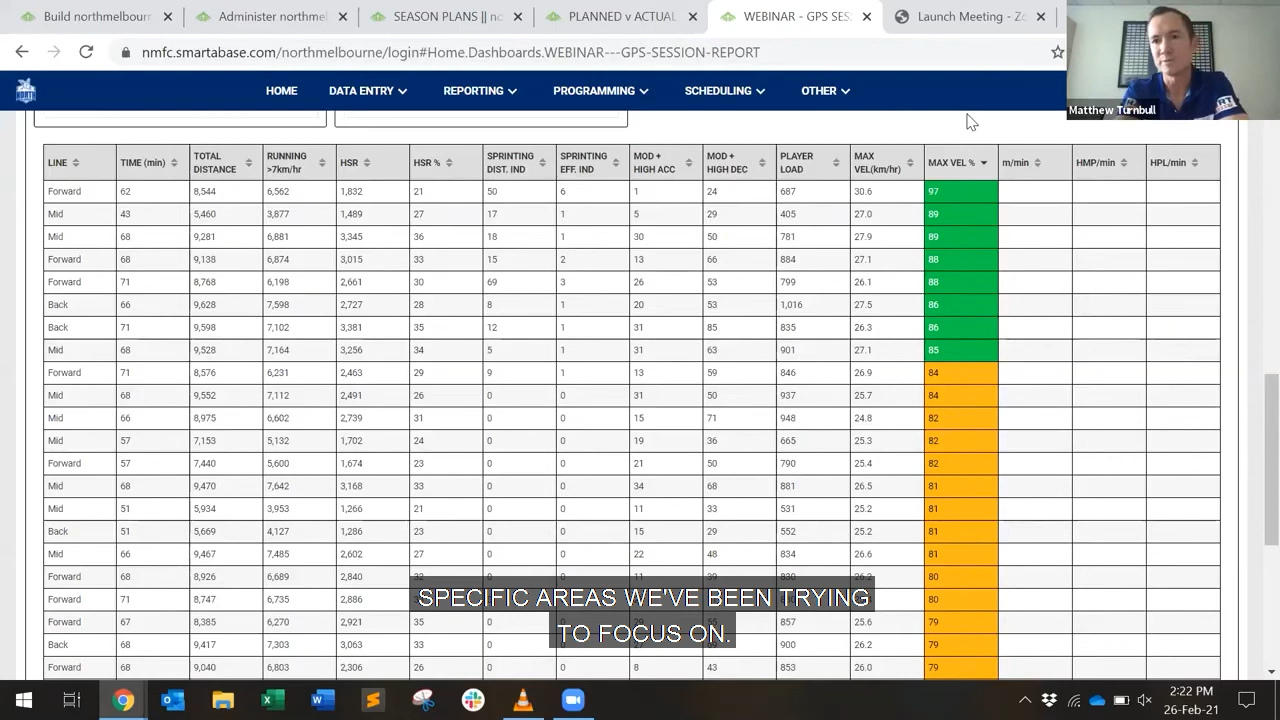 Build northmelbourn
Administer northmel
SEASON PLANS || no
PLANNED v ACTUAL
WEBINAR - GPS SES
Launch Meeting - Zo
nmfc.smartabase.com/northmelbourne/login#Home.Dashboards.WEBINAR---GPS-SESSION-REPORT
HOME DATA ENTRY REPORTING PROGRAMMING SCHEDULING OTHER
Matthew Turnbull
LINE TIME (min) TOTAL DISTANCE RUNNING >7km/hr HSR HSR % SPRINTING DIST. IND SPRINTING EFF. IND MOD + HIGH ACC MOD + HIGH DEC PLAYER LOAD MAX VEL(km/hr) MAX VEL % m/min HMP/min HPL/min
Forward 62 8,544 6,562 1,832 21 50 6 1 24 687 30.6 97
Mid 43 5,460 3,877 1,489 27 17 1 5 29 405 27.0 89
Mid 68 9,281 6,881 3,345 36 18 1 30 50 781 27.9 89
Forward 68 9,138 6,874 3,015 33 15 2 13 66 884 27.1 88
Forward 71 8,768 6,198 2,661 30 69 3 26 53 799 26.1 88
Back 66 9,628 7,598 2,727 28 8 1 20 53 1,016 27.5 86
Back 71 9,598 7,102 3,381 35 12 1 31 85 835 26.3 86
Mid 68 9,528 7,164 3,256 34 5 1 31 63 901 27.1 85
Forward 71 8,576 6,231 2,463 29 9 1 13 59 846 26.9 84
Mid 68 9,552 7,112 2,491 26 0 0 31 50 937 25.7 84
Mid 66 8,975 6,602 2,739 31 0 0 15 71 948 24.8 82
Mid 57 7,153 5,132 1,702 24 0 0 19 36 665 25.3 82
Forward 57 7,440 5,600 1,674 23 0 0 21 50 790 25.4 82
Mid 68 9,470 7,642 3,168 33 0 0 34 68 881 26.5 81
Mid 51 5,934 3,953 1,266 21 0 0 11 33 531 25.2 81
Back 51 5,669 4,127 1,286 23 0 0 15 29 552 25.2 81
Mid 66 9,467 7,485 2,602 27 0 0 22 48 834 26.6 81
Forward 68 8,926 6,689 2,840 32 0 0 11 39 830 26.2 80
Forward 71 8,747 6,735 2,886 80
Forward 67 8,385 6,270 2,921 35 857 25.6 79
Back 68 9,417 7,303 3,063 33 900 26.2 79
Forward 68 9,040 6,803 2,306 26 0 0 8 43 853 26.0 79
SPECIFIC AREAS WE'VE BEEN TRYING
TO FOCUS ON.
2:22 PM
26-Feb-21